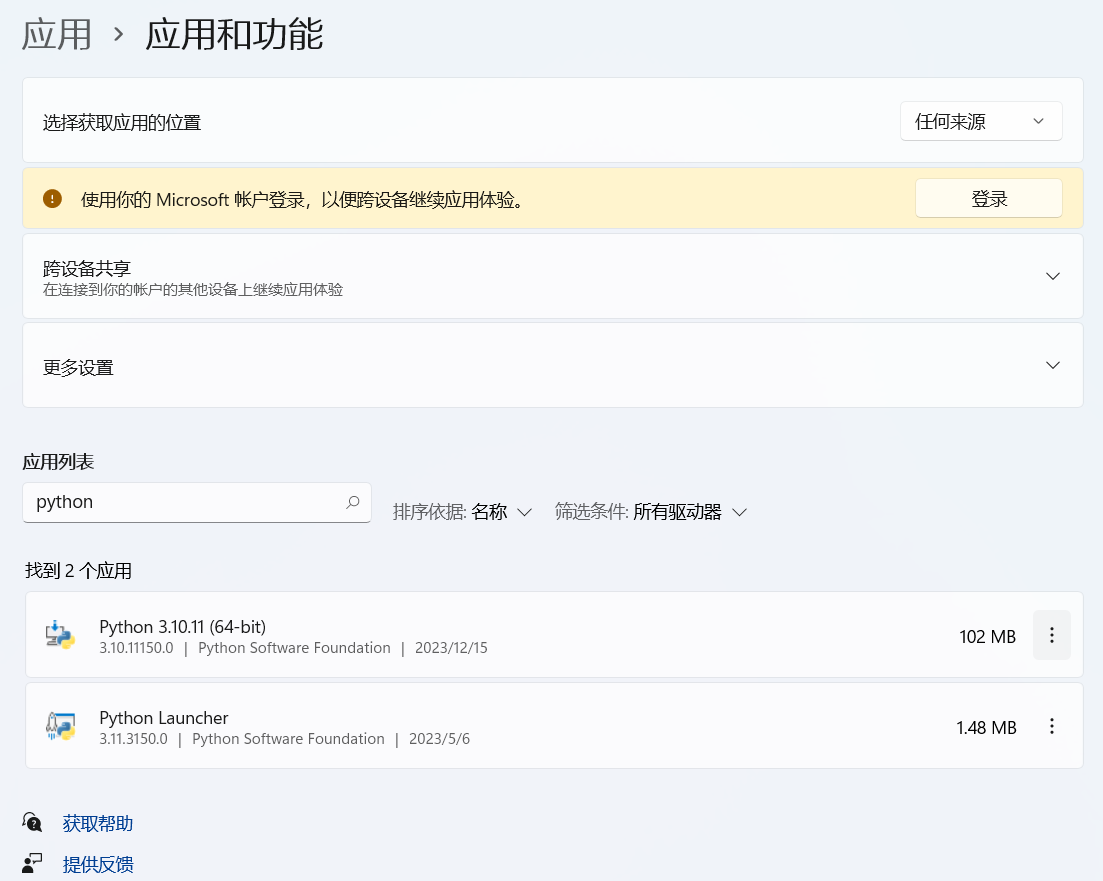 应用 > 应用和功能
选择获取应用的位置
任何来源
使用你的 Microsoft 帐户登录，以便跨设备继续应用体验。
登录
跨设备共享
在连接到你的帐户的其他设备上继续应用体验
更多设置
应用列表
python
排序依据: 名称
筛选条件: 所有驱动器
找到 2 个应用
Python 3.10.11 (64-bit)
3.10.11150.0 | Python Software Foundation | 2023/12/15
102 MB
Python Launcher
3.11.3150.0 | Python Software Foundation | 2023/5/6
1.48 MB
获取帮助
提供反馈